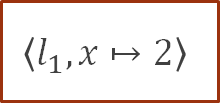 ⟨l₁, x ↦ 2⟩